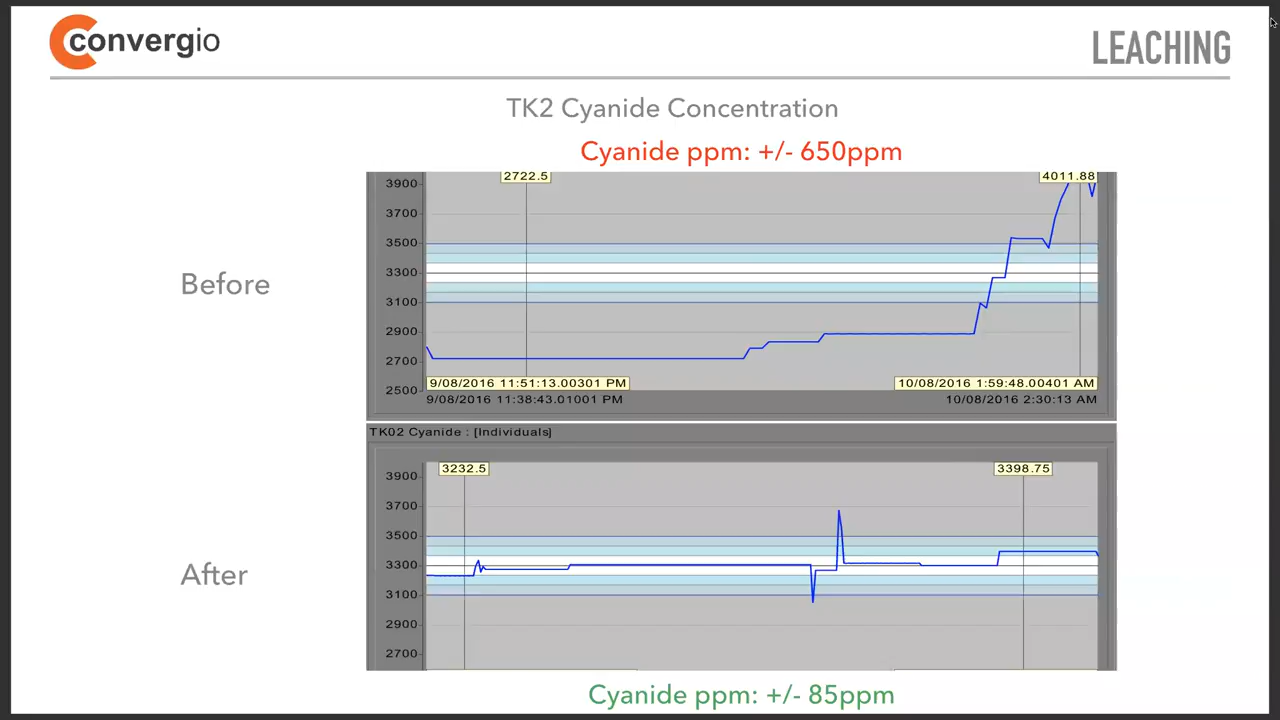 convergio
LEACHING
TK2 Cyanide Concentration
Cyanide ppm: +/- 650ppm
Before
3900
3700
3500
3300
3100
2900
2700
2500
2722.5
4011.88
9/08/2016 11:51:13.00301 PM
10/08/2016 1:59:48.00401 AM
9/08/2016 11:38:43.01001 PM
10/08/2016 2:30:13 AM
TK02 Cyanide : [Individuals]
After
3900
3700
3500
3300
3100
2900
2700
3232.5
3398.75
Cyanide ppm: +/- 85ppm